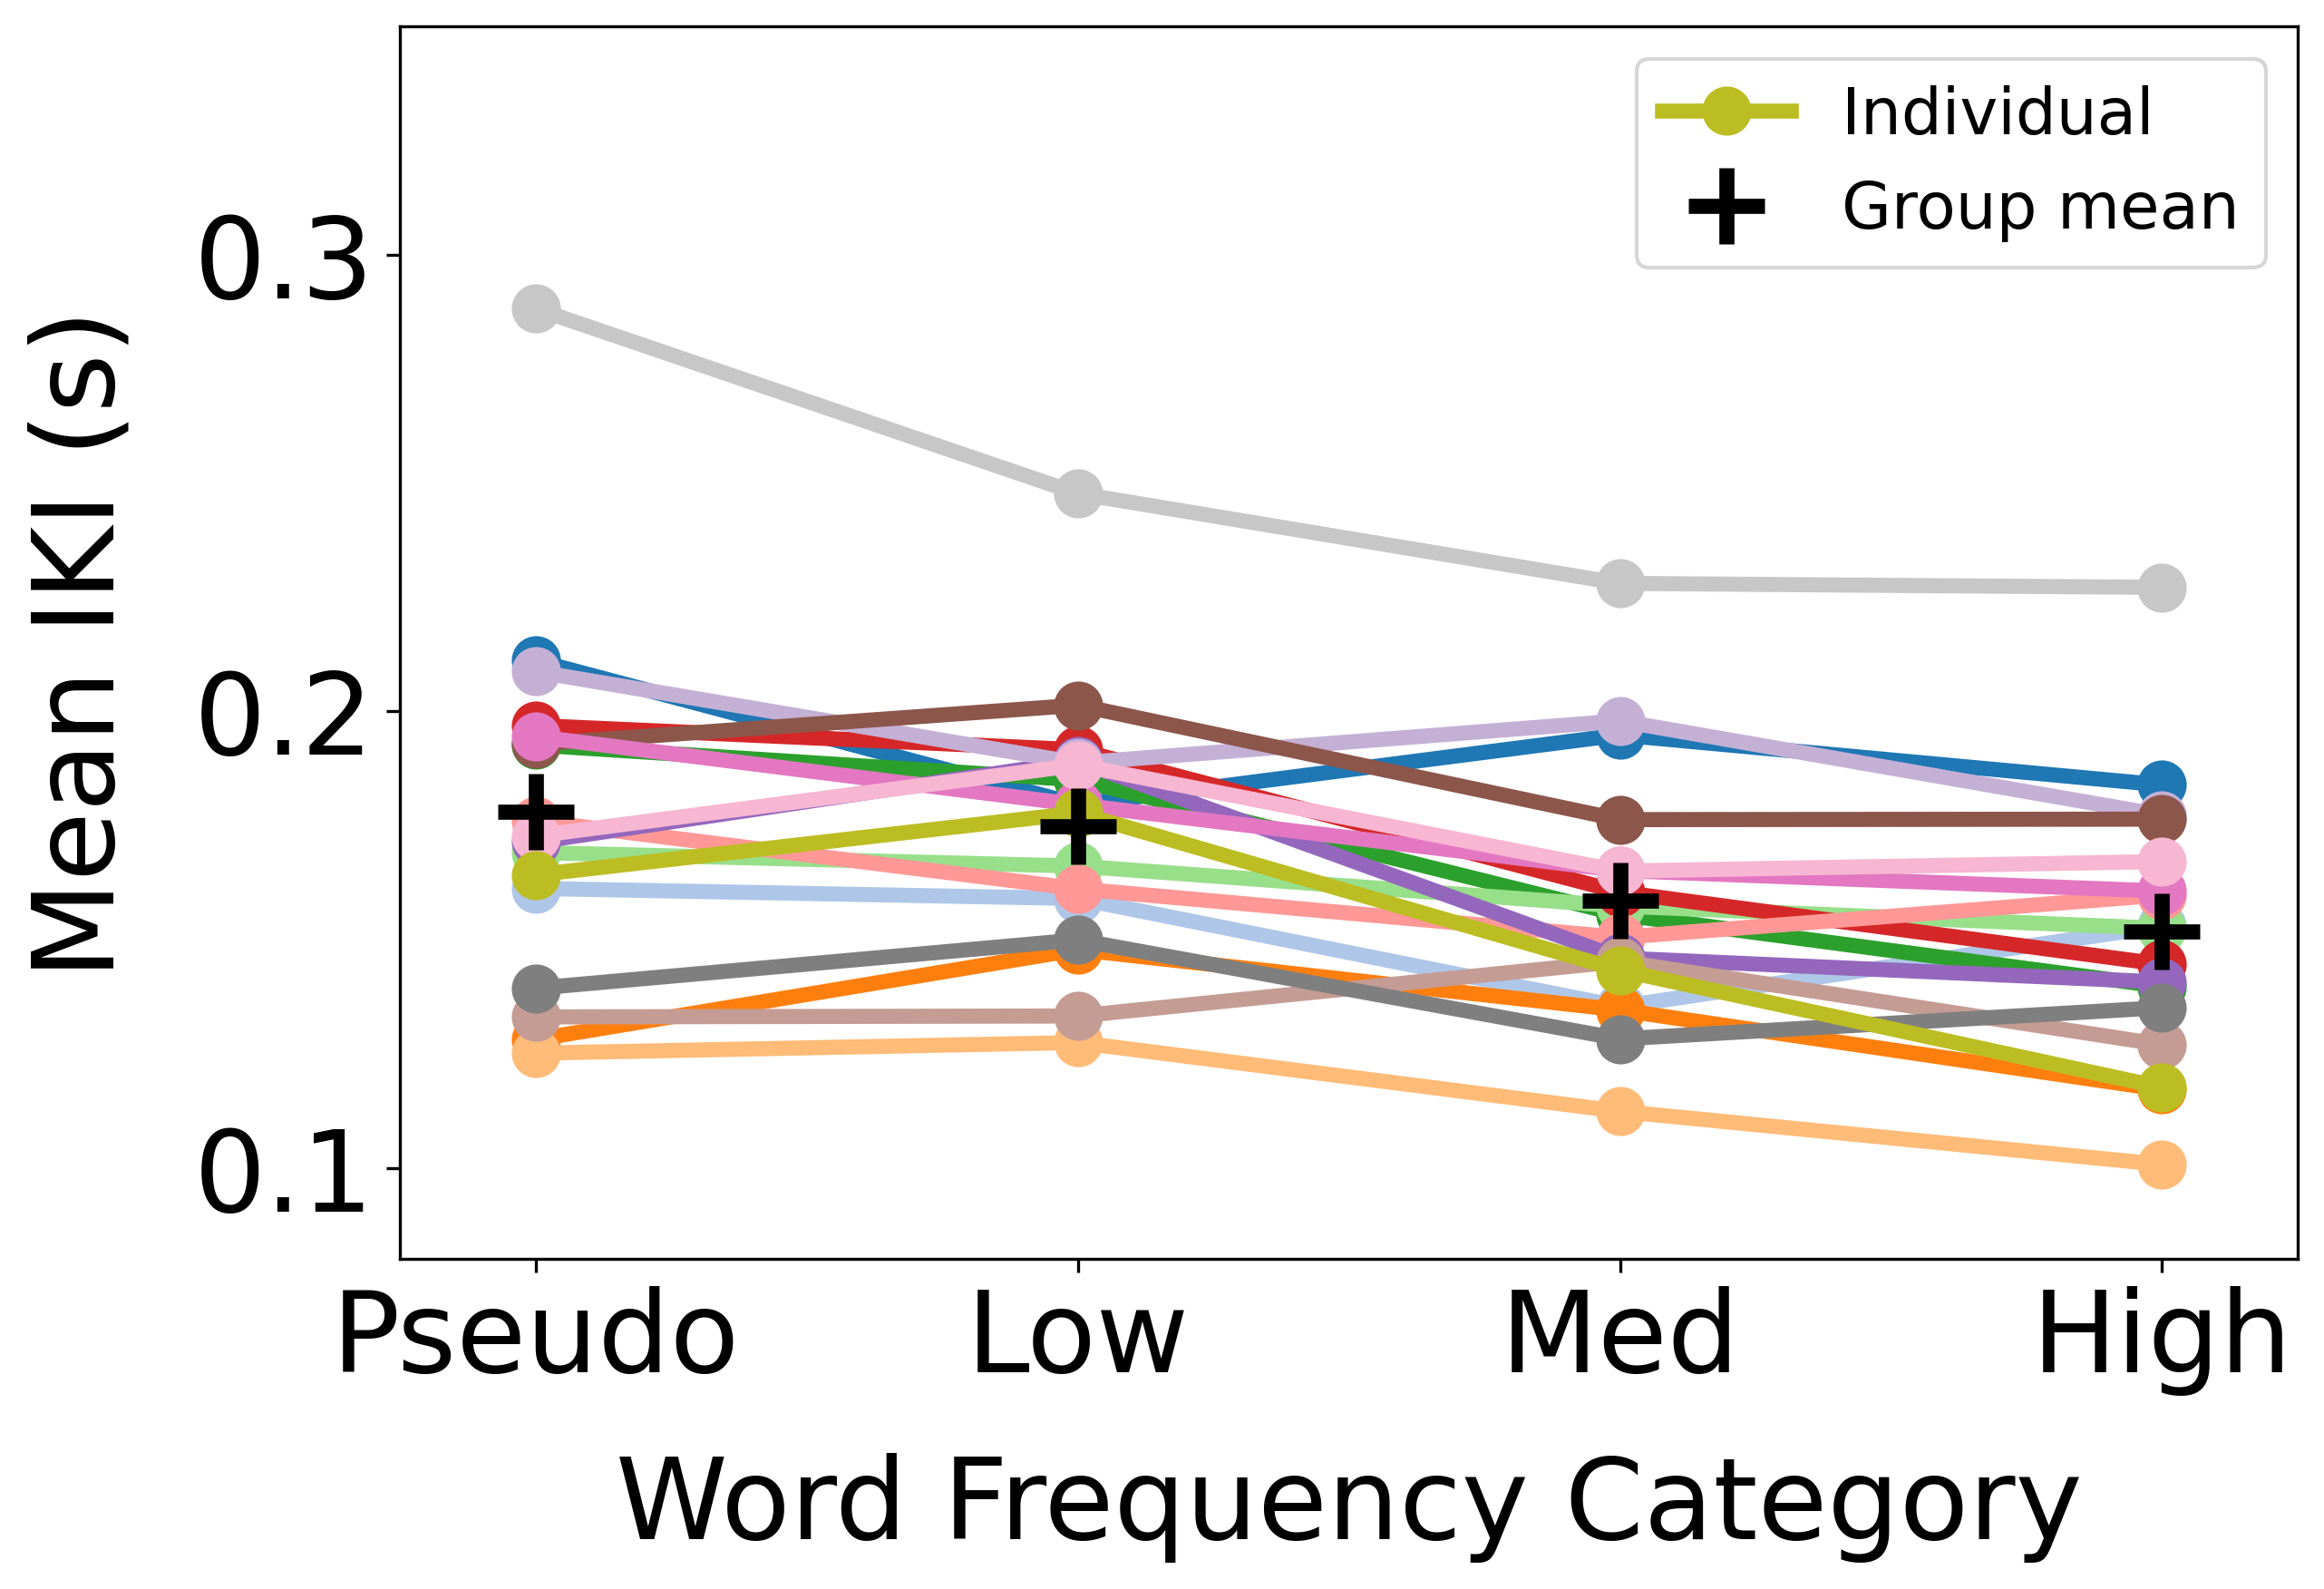 Individual
Group mean
Mean IKI (s)
0.3
0.2
0.1
Pseudo Low Med High
Word Frequency Category